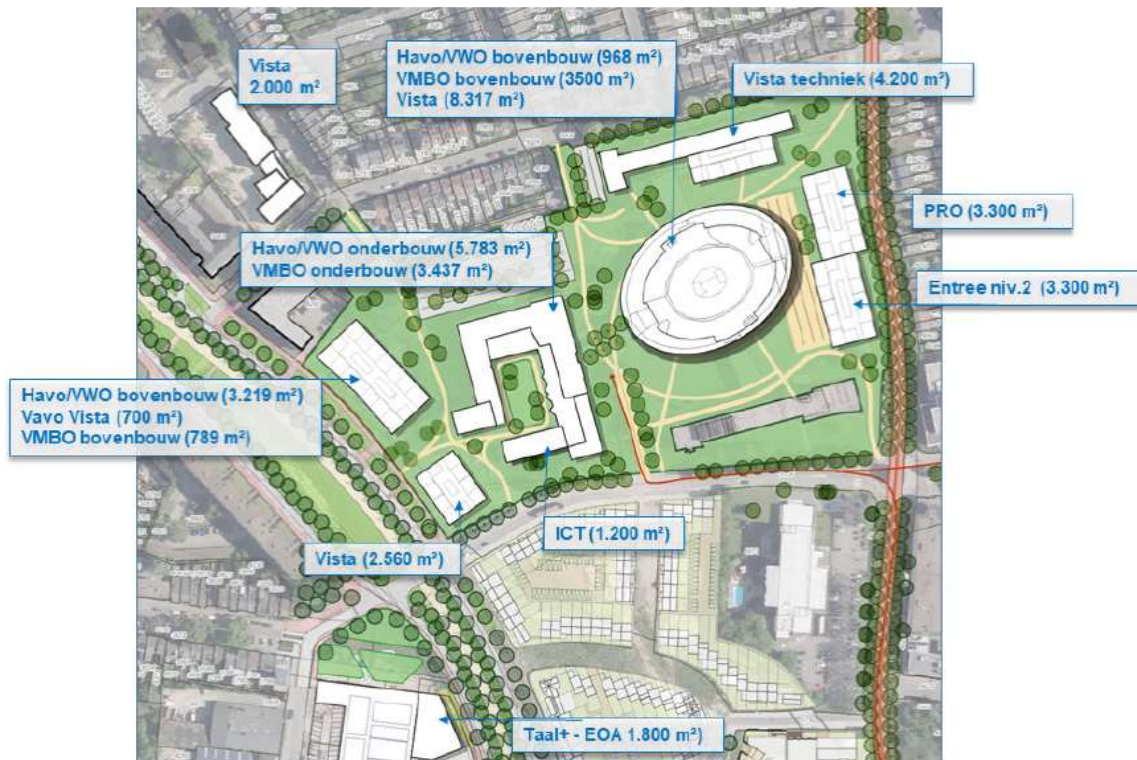 Vista
2.000 m²
Havo/VWO bovenbouw (968 m²)
VMBO bovenbouw (3500 m²)
Vista (8.317 m²)
Vista techniek (4.200 m²)
PRO (3.300 m²)
Havo/VWO onderbouw (5.783 m²)
VMBO onderbouw (3.437 m²)
Entree niv.2 (3.300 m²)
Havo/VWO bovenbouw (3.219 m²)
Vavo Vista (700 m²)
VMBO bovenbouw (789 m²)
ICT (1.200 m²)
Vista (2.560 m²)
Taal+ - EOA 1.800 m²)